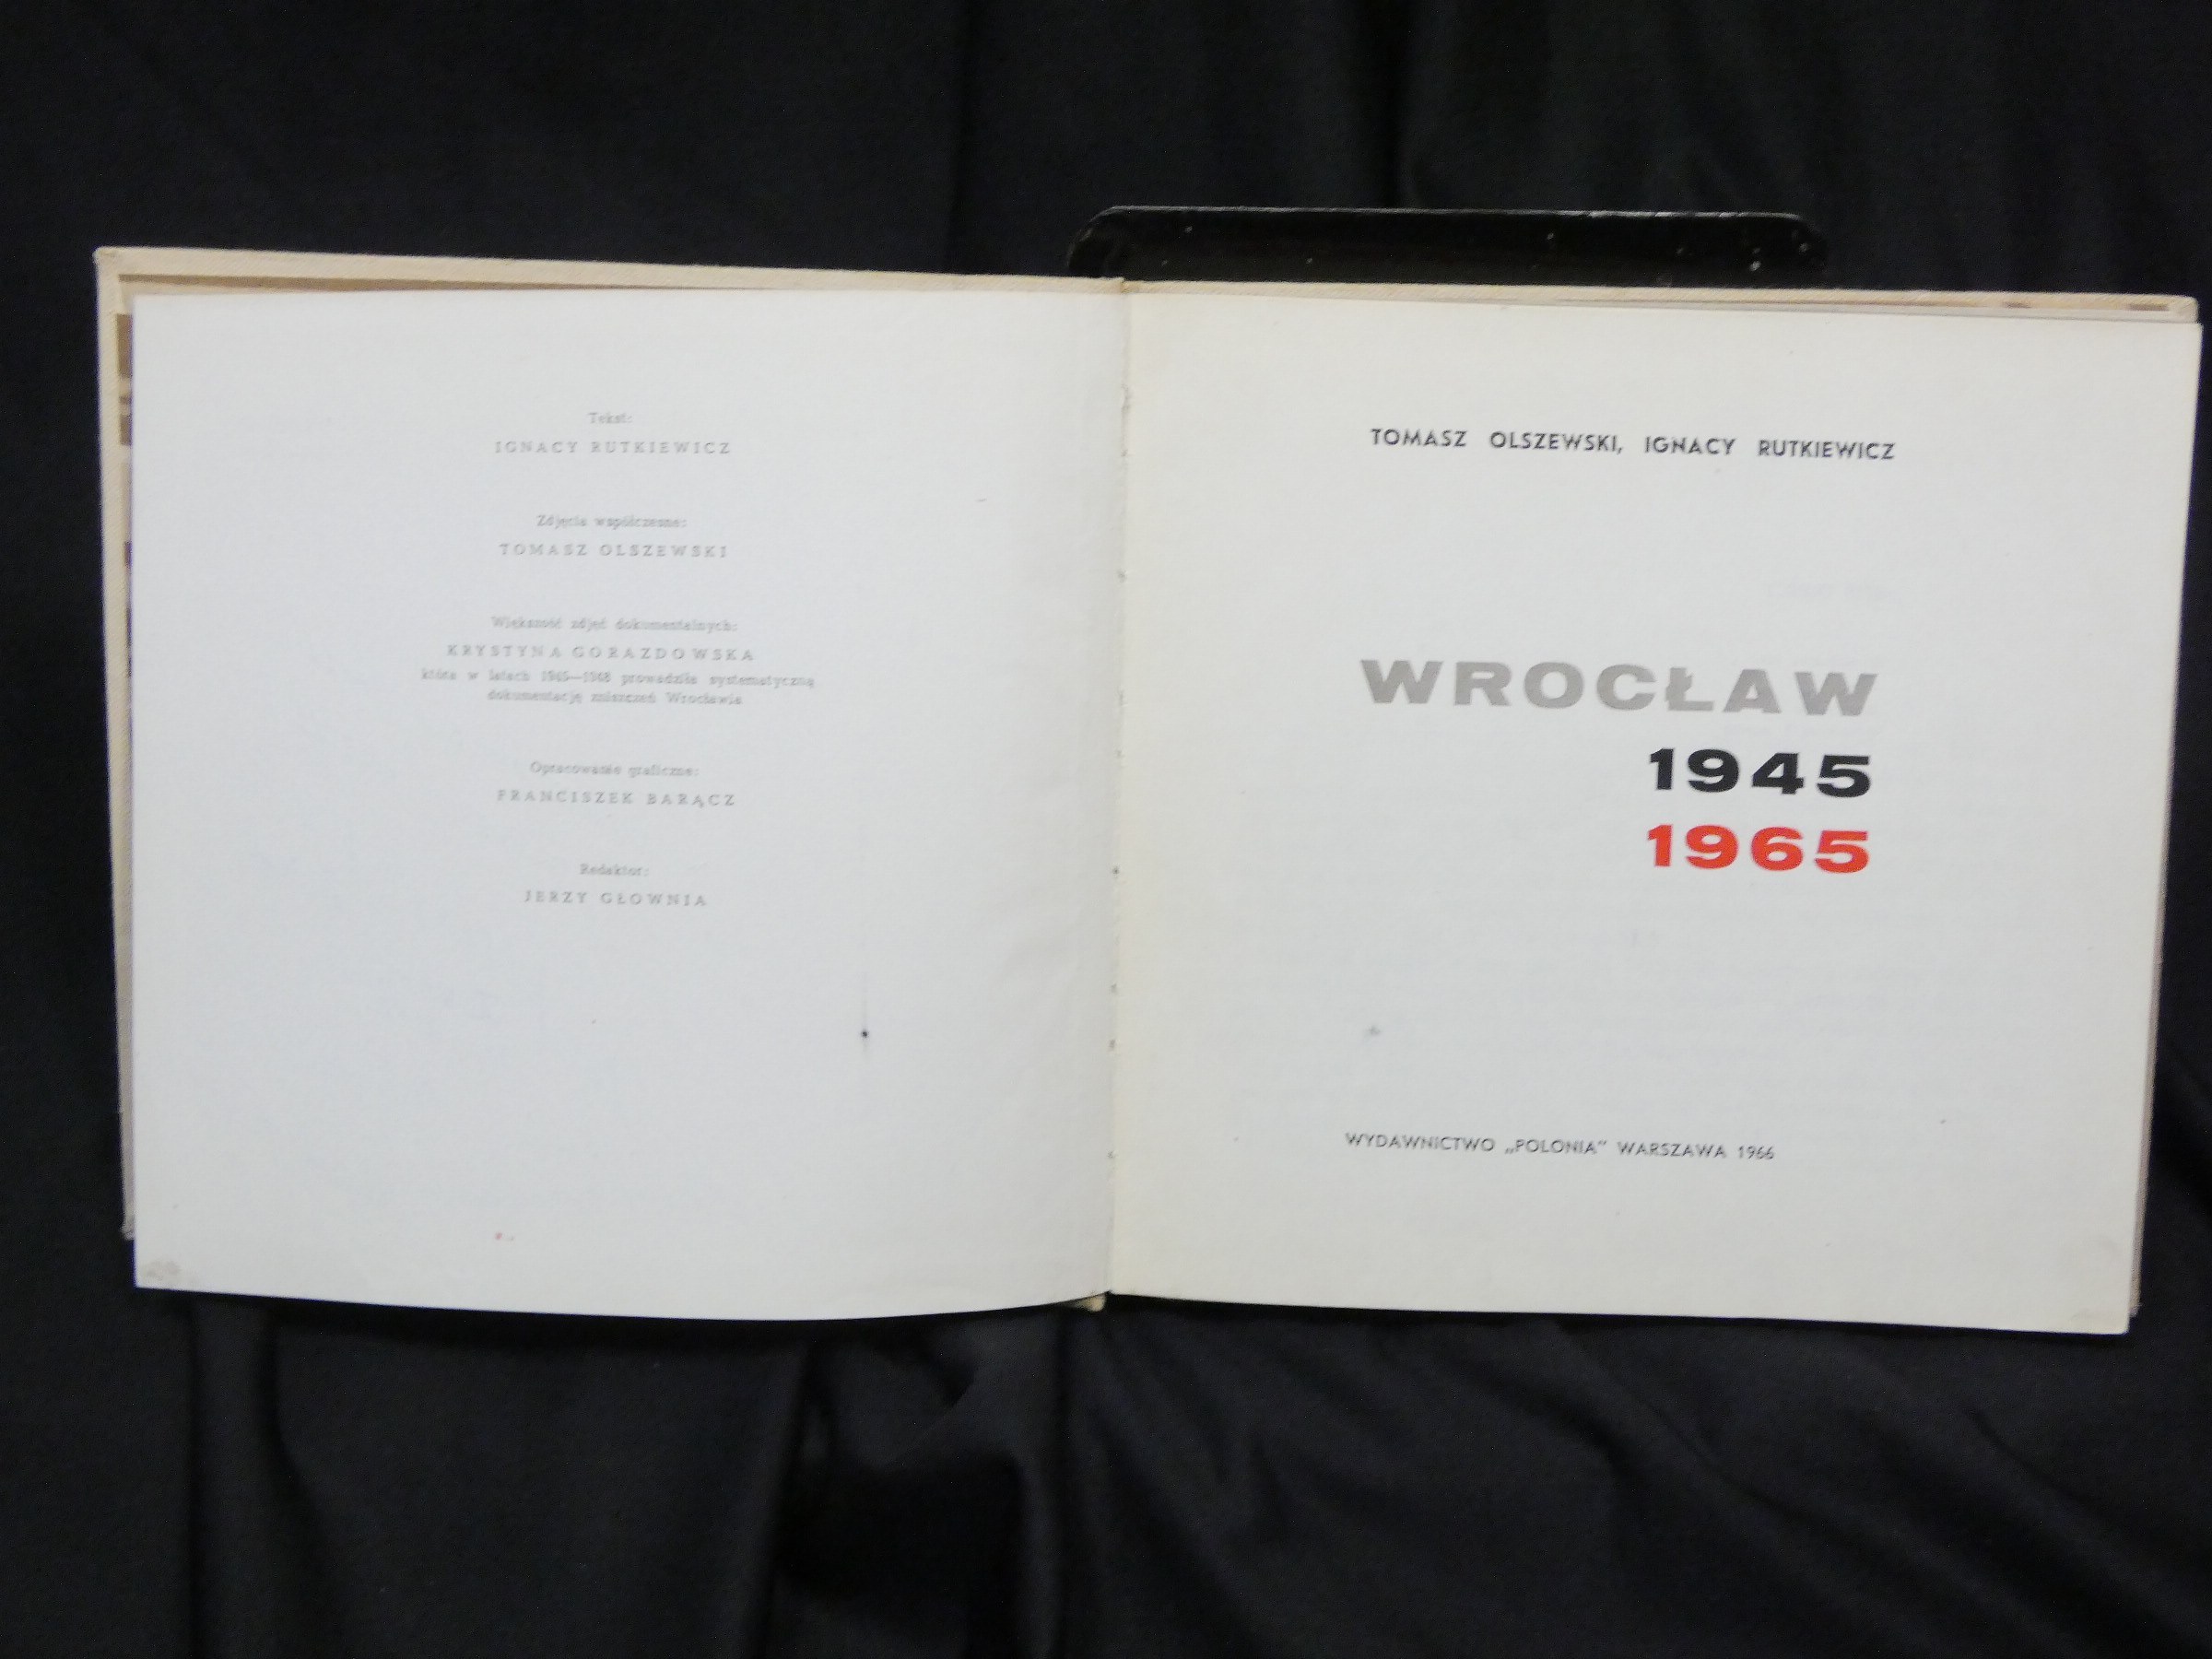 Tekst:
IGNACY RUTKIEWICZ
Zdjęcia współczesne:
TOMASZ OLSZEWSKI
Większość zdjęć dokumentalnych:
KRYSTYNA GORAZDOWSKA
która w latach 1945—1948 prowadziła systematyczną
dokumentację zniszczeń Wrocławia
Opracowanie graficzne:
FRANCISZEK BARĄCZ
Redaktor:
JERZY GŁOWNIA
TOMASZ OLSZEWSKI, IGNACY RUTKIEWICZ
WROCŁAW
1945
1965
WYDAWNICTWO „POLONIA" WARSZAWA 1966